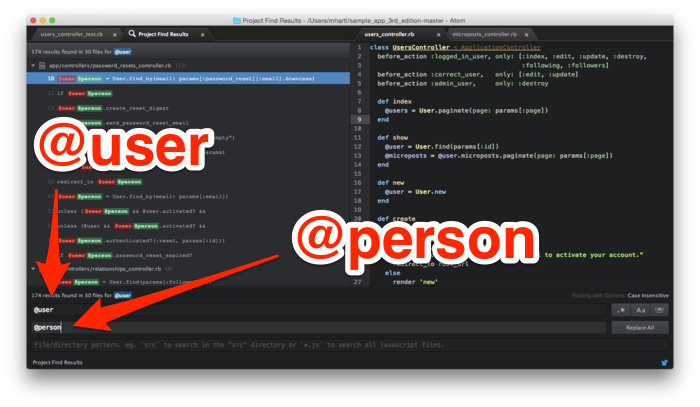 Project Find Results - /Users/mhartl/sample_app_3rd_edition-master - Atom
users_controller_test.rb
Project Find Results
users_controller.rb
microposts_controller.rb
174 results found in 30 files for @user
app/controllers/password_resets_controller.rb (13)
10 @user@person = User.find_by(email: params[:password_reset][:email].downcase)
if @user@person
@user@person.create_reset_digest
@person.send_password_reset_email
redirect_to @user@person
@user@person = User.find_by(email: params[:email])
unless (@user@person && @user.activated? &&
unless (@user && @user@person.activated? &&
@user@person.authenticated?(:reset, params[:id]))
@user@person.password_reset_expired?
controllers/relationships_controller.rb
@user@person = User.find(params[:follo
1 class UsersController < ApplicationController
2 before_action :logged_in_user, only: [:index, :edit, :update, :destroy,
3 :following, :followers]
4 before_action :correct_user, only: [:edit, :update]
5 before_action :admin_user, only: :destroy
6
7 def index
8 @users = User.paginate(page: params[:page])
9 end
10
11 def show
12 @user = User.find(params[:id])
13 @microposts = @user.microposts.paginate(page: params[:page])
14 end
15
16 def new
17 @user = User.new
18 end
19
def create
to activate your account."
else
27 render 'new'
@user
@person
174 results found in 30 files for @user
Finding with Options: Case Insensitive
@user
.* Aa
@person
Replace All
File/directory pattern. eg. `src` to search in the "src" directory or `*.js` to search all javascript files.
Project Find Results